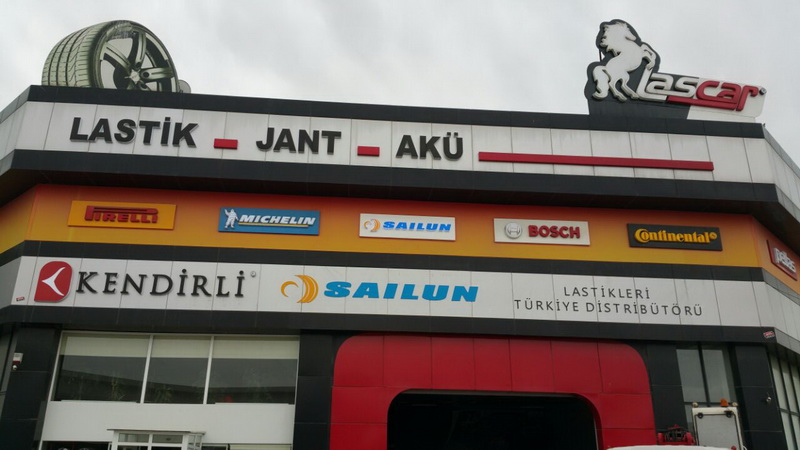 Lascar
LASTİK - JANT - AKÜ
PIRELLI MICHELIN SAILUN BOSCH Continental
KENDİRLİ SAILUN LASTİKLERİ
TÜRKİYE DİSTRİBÜTÖRÜ